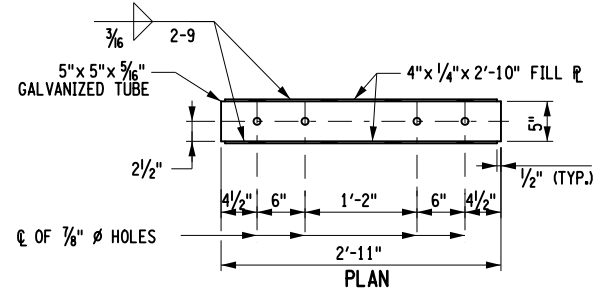 3/16 2-9
5" x 5" x 5/16"
GALVANIZED TUBE
4" x 1/4" x 2'-10" FILL ℄
2 1/2"
5"
1/2" (TYP.)
4 1/2" 6" 1'-2" 6" 4 1/2"
℄ OF 7/8" Ø HOLES
2'-11"
PLAN